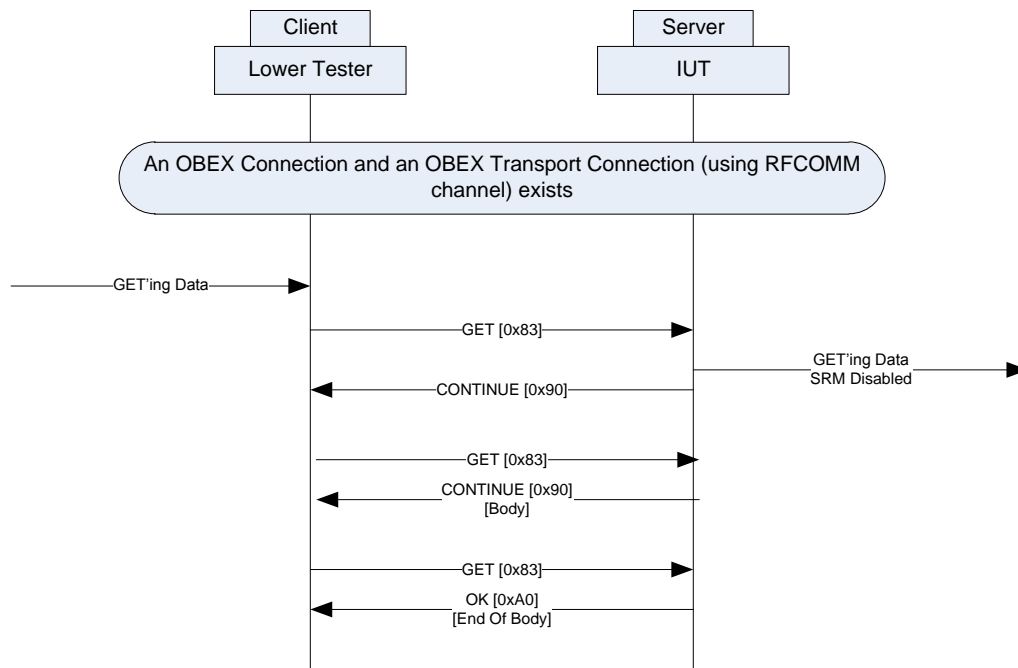 Client
Server
Lower Tester
IUT
An OBEX Connection and an OBEX Transport Connection (using RFCOMM
channel) exists
GET'ing Data
GET [0x83]
GET'ing Data
SRM Disabled
CONTINUE [0x90]
GET [0x83]
CONTINUE [0x90]
[Body]
GET [0x83]
OK [0xA0]
[End Of Body]